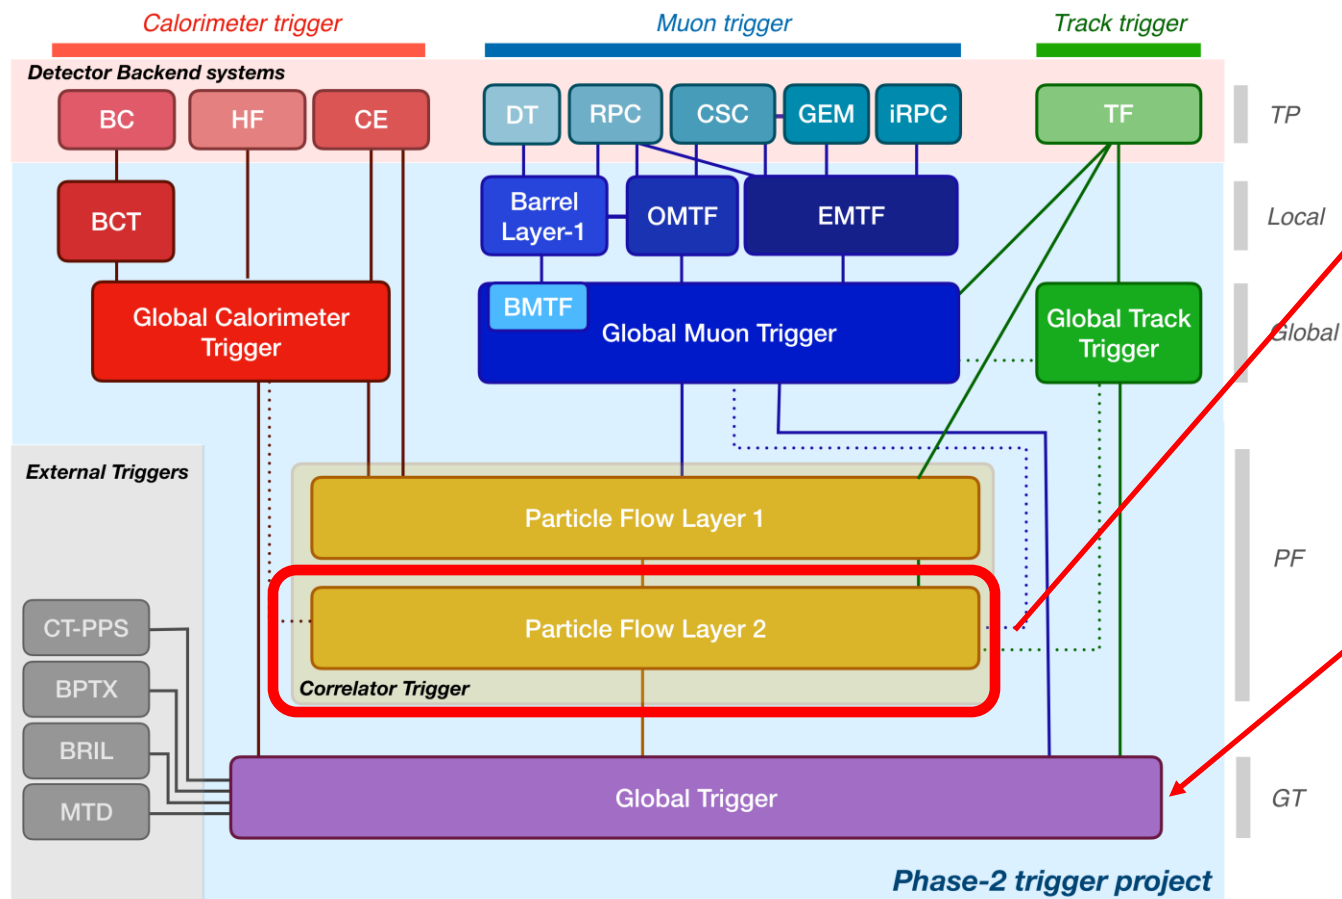 Calorimeter trigger
Muon trigger
Track trigger
Detector Backend systems
BC
HF
CE
DT
RPC
CSC
GEM
iRPC
TF
TP
BCT
Barrel
Layer-1
OMTF
EMTF
Local
Global Calorimeter
Trigger
BMTF
Global Muon Trigger
Global Track
Trigger
Global
External Triggers
Particle Flow Layer 1
PF
CT-PPS
Particle Flow Layer 2
BPTX
Correlator Trigger
BRIL
MTD
Global Trigger
GT
Phase-2 trigger project